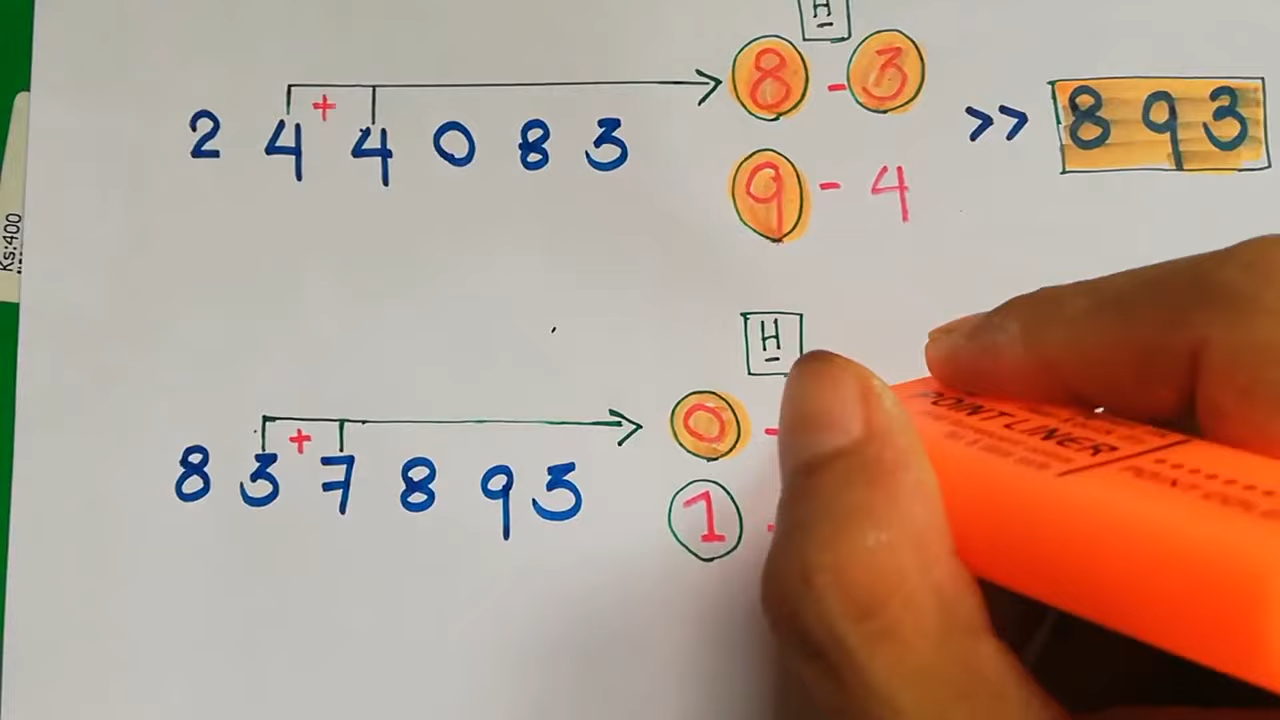 H
2 4 + 4 0 8 3
8 - 3
9 - 4
>> 893
H
8 3 + 7 8 9 3
0 -
1 -
POINT LINER
Ks:400